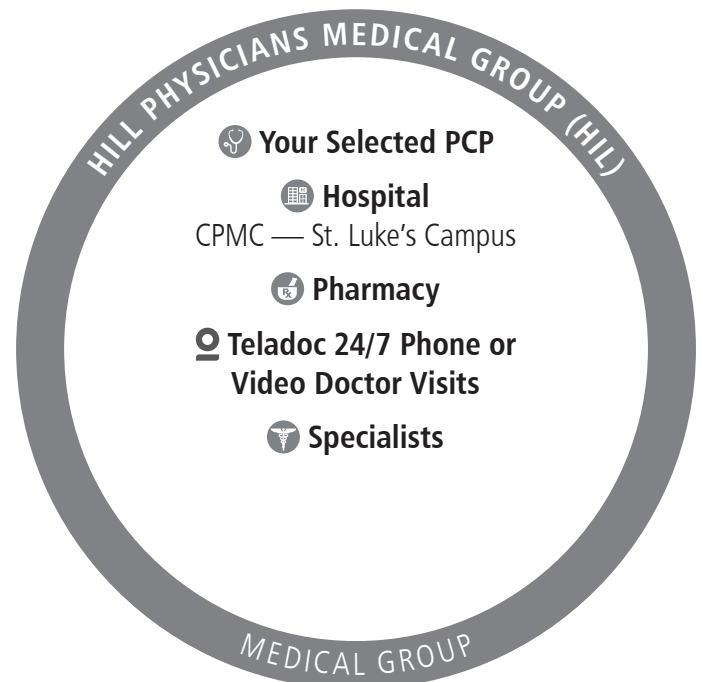 HILL PHYSICIANS MEDICAL GROUP (HIL)
Your Selected PCP
Hospital
CPMC — St. Luke's Campus
Rx Pharmacy
Teladoc 24/7 Phone or
Video Doctor Visits
Specialists
MEDICAL GROUP